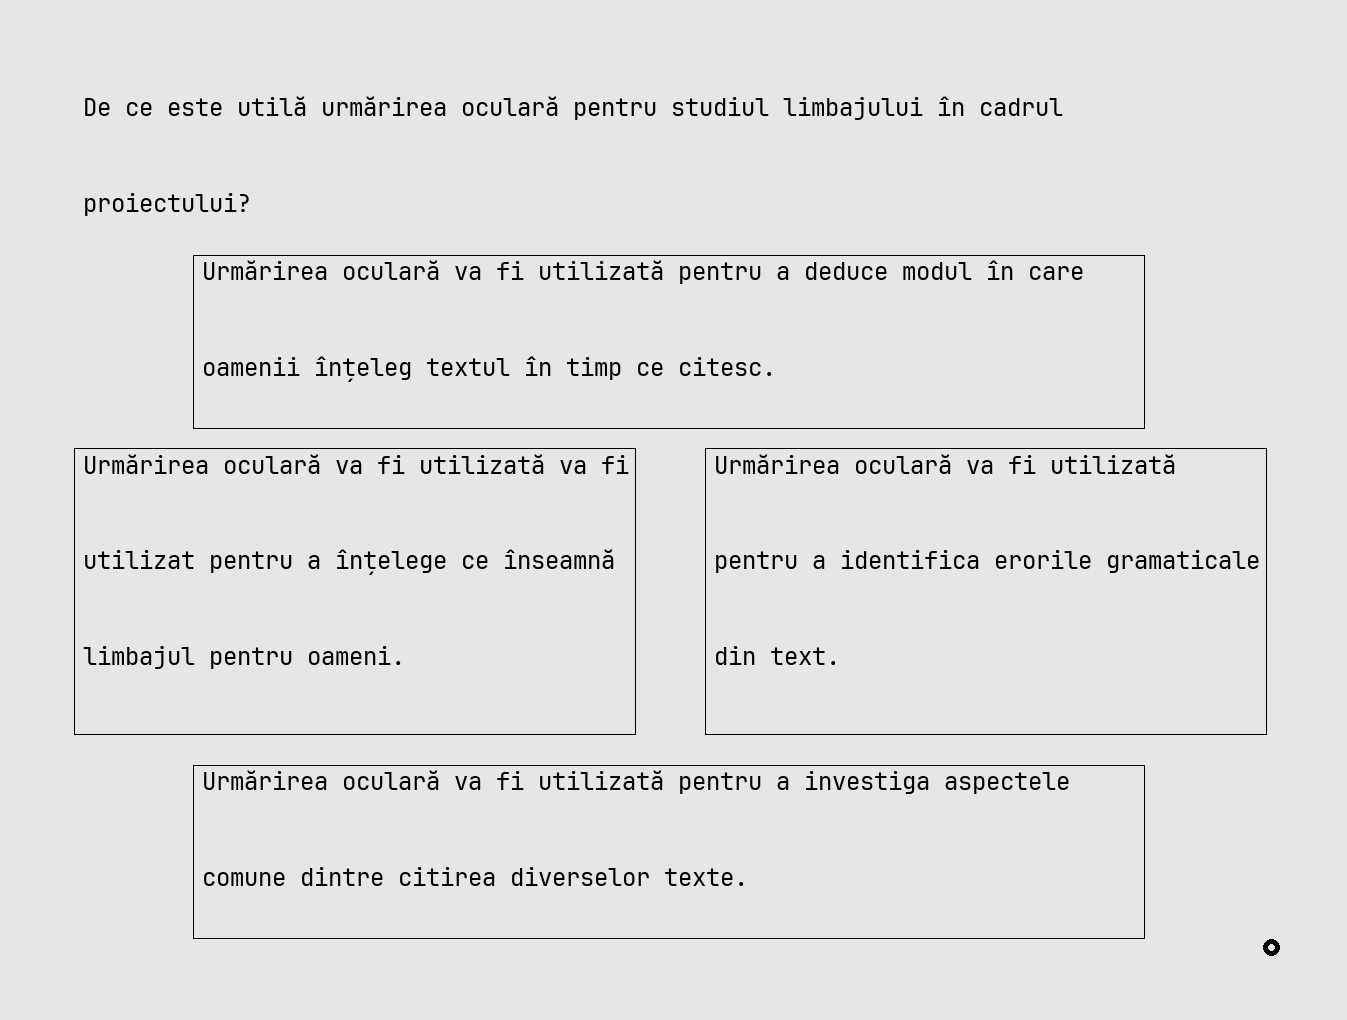 De ce este utilă urmărirea oculară pentru studiul limbajului în cadrul
proiectului?
Urmărirea oculară va fi utilizată pentru a deduce modul în care
oamenii înțeleg textul în timp ce citesc.
Urmărirea oculară va fi utilizată va fi
utilizat pentru a înțelege ce înseamnă
limbajul pentru oameni.
Urmărirea oculară va fi utilizată
pentru a identifica erorile gramaticale
din text.
Urmărirea oculară va fi utilizată pentru a investiga aspectele
comune dintre citirea diverselor texte.